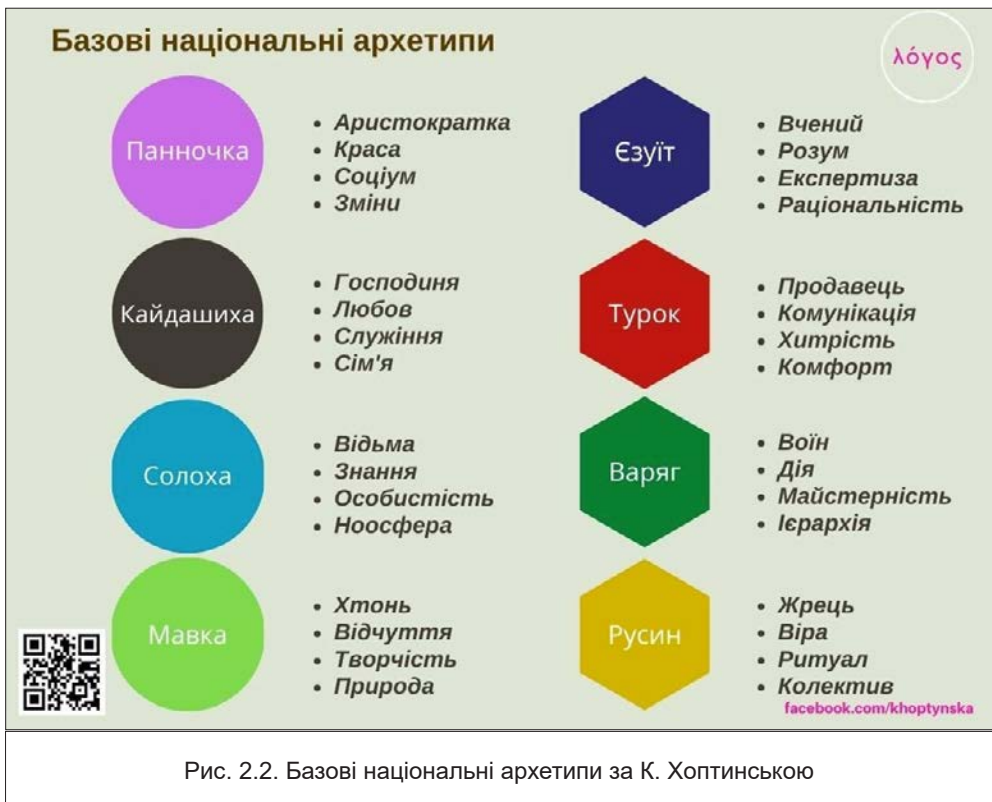 Базові національні архетипи
λόγος
Панночка
• Аристократка
• Краса
• Соціум
• Зміни
Єзуїт
• Вчений
• Розум
• Експертиза
• Раціональність
Кайдашиха
• Господиня
• Любов
• Служіння
• Сім'я
Турок
• Продавець
• Комунікація
• Хитрість
• Комфорт
Солоха
• Відьма
• Знання
• Особистість
• Ноосфера
Варяг
• Воїн
• Дія
• Майстерність
• Ієрархія
Мавка
• Хтонь
• Відчуття
• Творчість
• Природа
Русин
• Жрець
• Віра
• Ритуал
• Колектив
facebook.com/khoptynska
Рис. 2.2. Базові національні архетипи за К. Хоптинською